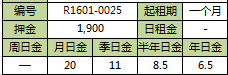 编号 R1601-0025 起租期 一个月
押金 1,900 日租金 -
周日金 月日金 季日金 半年日金 年日金
— 20 11 8.5 6.5